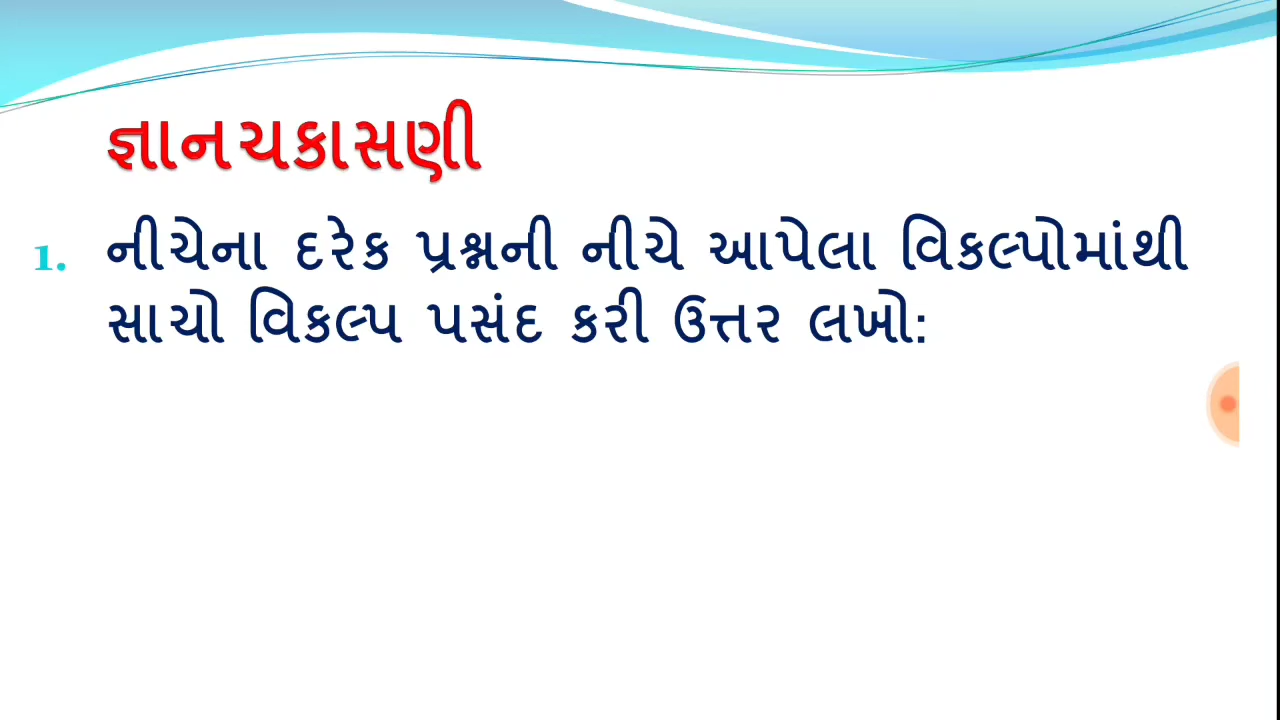 જ્ઞાનચકાસણી
1. નીચેના દરેક પ્રશ્નની નીચે આપેલા વિકલ્પોમાંથી
સાચો વિકલ્પ પસંદ કરી ઉત્તર લખો: